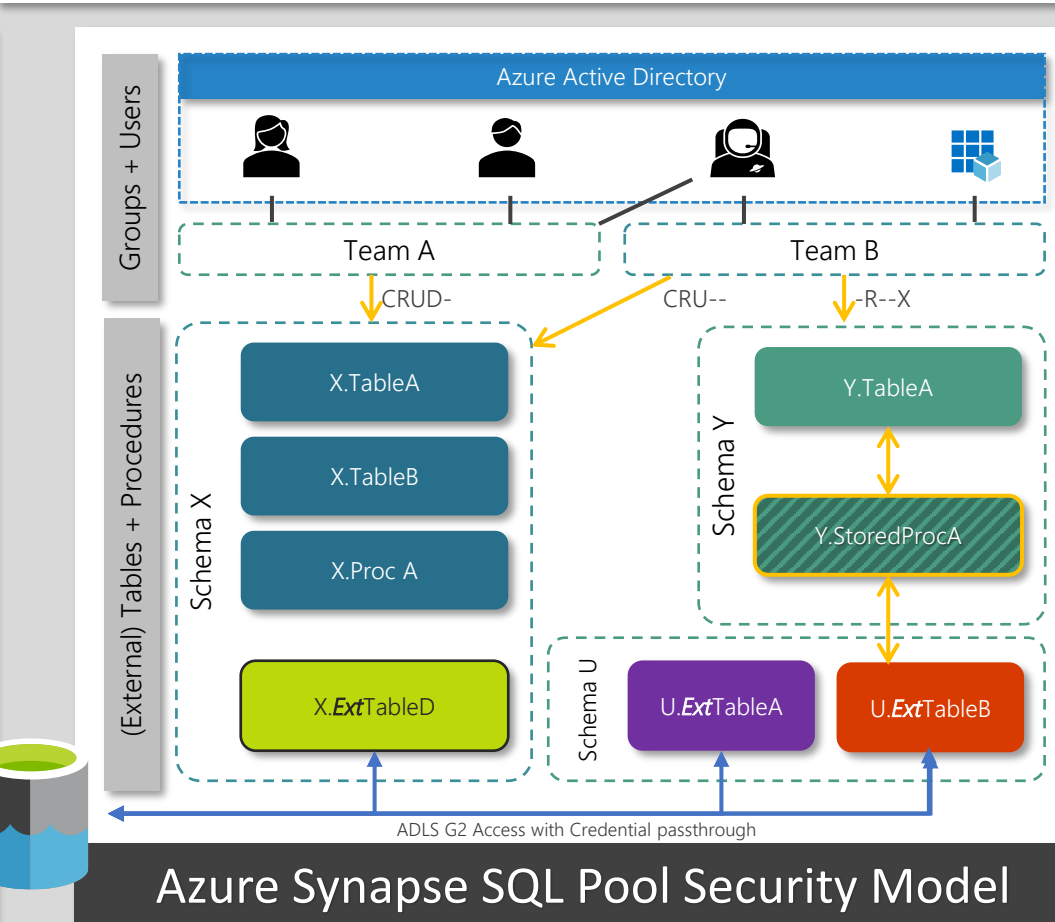 Azure Active Directory
Groups + Users
Team A
Team B
CRUD-
CRU--
-R--X
(External) Tables + Procedures
Schema X
X.TableA
X.TableB
X.Proc A
X.ExtTableD
Schema Y
Y.TableA
Y.StoredProcA
Schema U
U.ExtTableA
U.ExtTableB
ADLS G2 Access with Credential passthrough
Azure Synapse SQL Pool Security Model